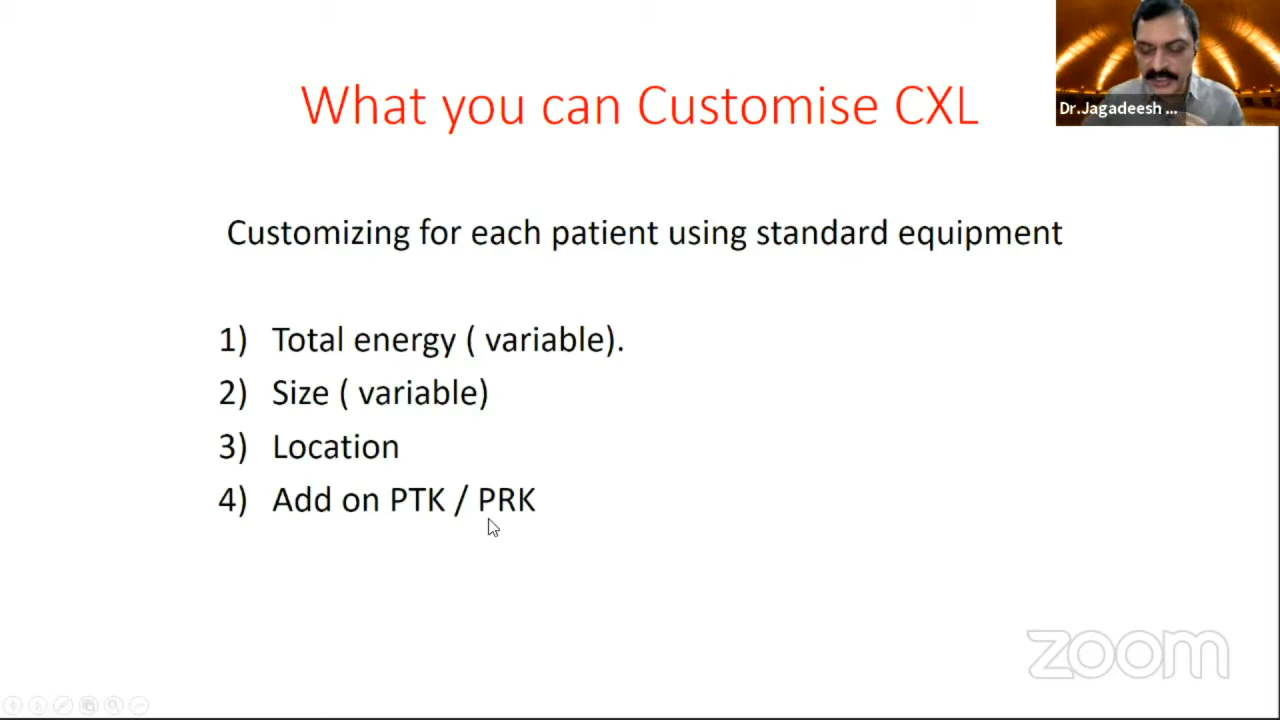 What you can Customise CXL
Dr.Jagadeesh ...
Customizing for each patient using standard equipment
1) Total energy ( variable).
2) Size ( variable)
3) Location
4) Add on PTK / PRK
zoom